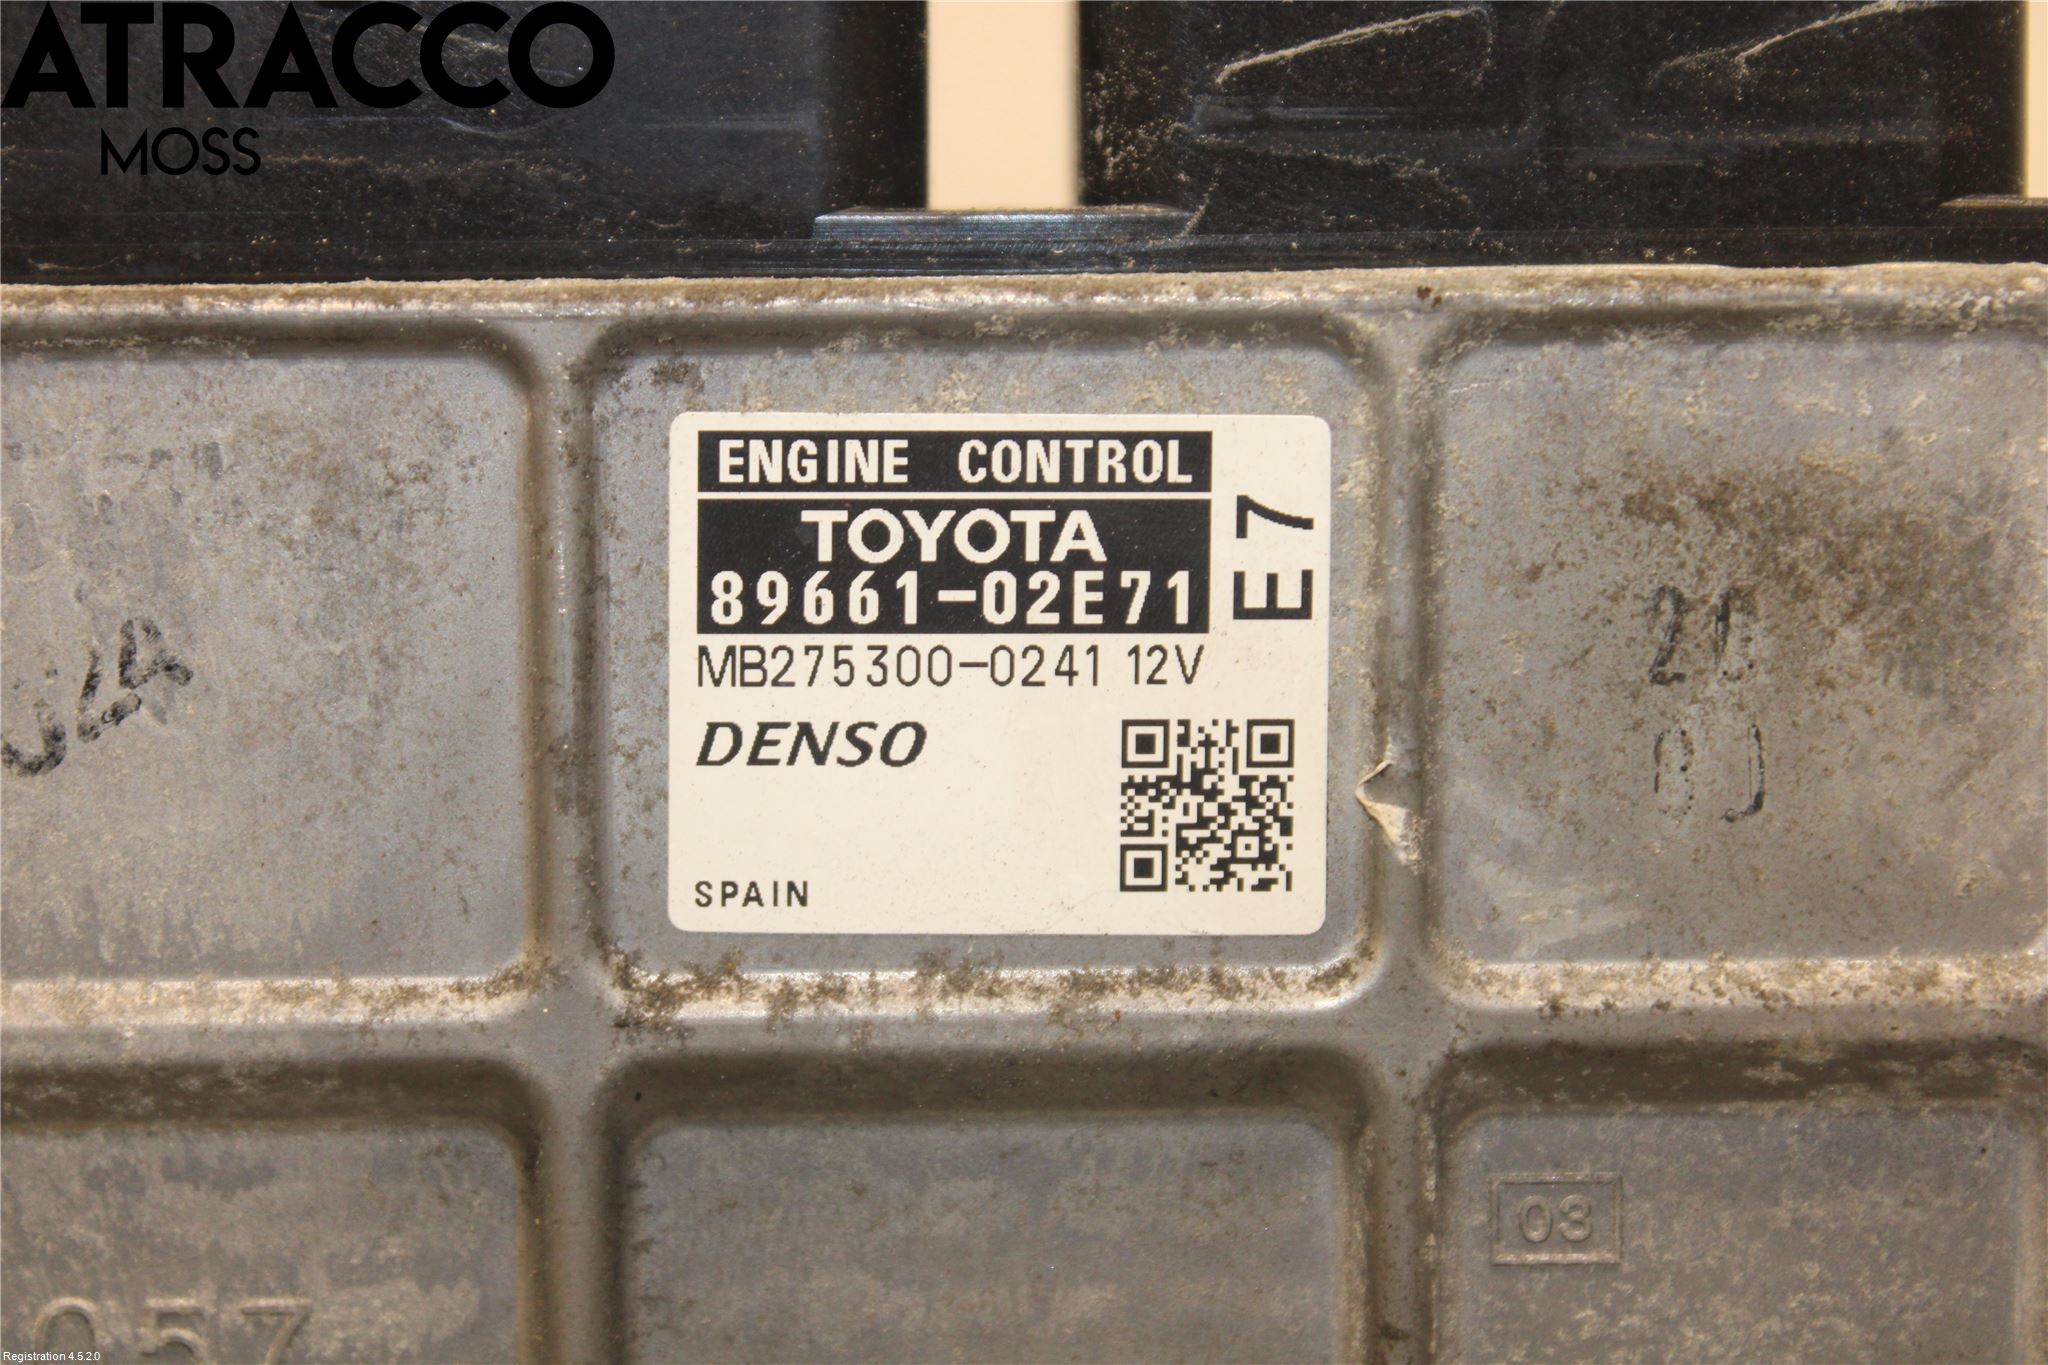 ATRACCO
MOSS
ENGINE CONTROL
TOYOTA
89661-02E71
E7
MB275300-0241 12V
DENSO
SPAIN
03
057
Registration 4.5.2.0